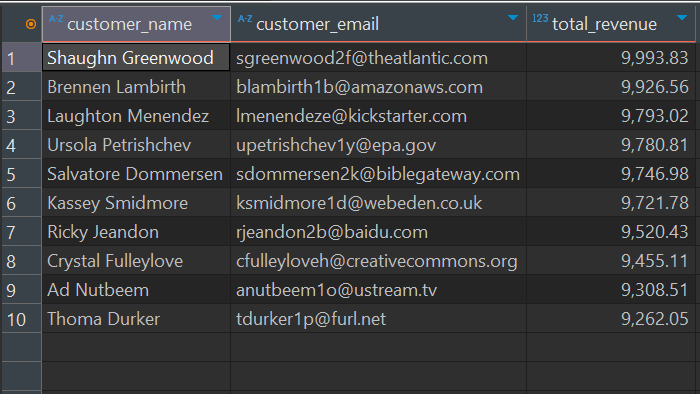 A-Z customer_name A-Z customer_email 123 total_revenue
1 Shaughn Greenwood sgreenwood2f@theatlantic.com 9,993.83
2 Brennen Lambirth blambirth1b@amazonaws.com 9,926.56
3 Laughton Menendez lmenendeze@kickstarter.com 9,793.02
4 Ursola Petrishchev upetrishchev1y@epa.gov 9,780.81
5 Salvatore Dommersen sdommersen2k@biblegateway.com 9,746.98
6 Kassey Smidmore ksmidmore1d@webeden.co.uk 9,721.78
7 Ricky Jeandon rjeandon2b@baidu.com 9,520.43
8 Crystal Fulleylove cfulleyloveh@creativecommons.org 9,455.11
9 Ad Nutbeem anutbeem1o@ustream.tv 9,308.51
10 Thoma Durker tdurker1p@furl.net 9,262.05